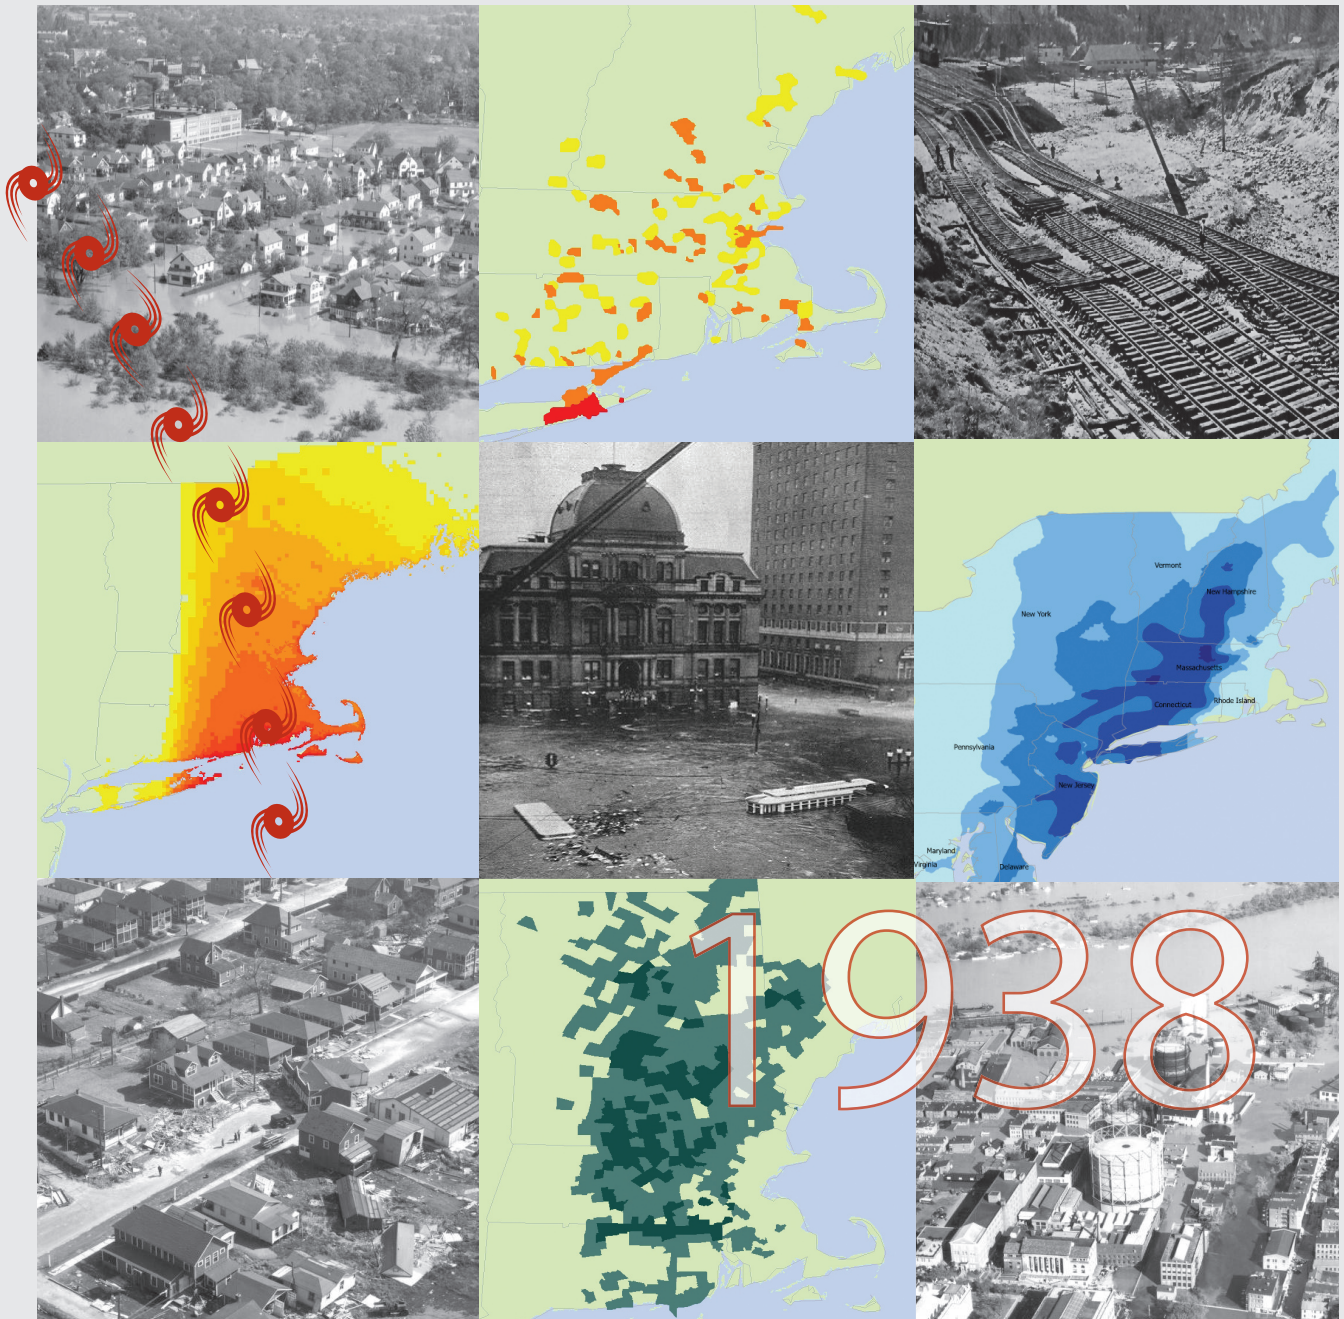 Vermont
New Hampshire
New York
Massachusetts
Connecticut
Rhode Island
Pennsylvania
New Jersey
Maryland
Virginia
Delaware
1938